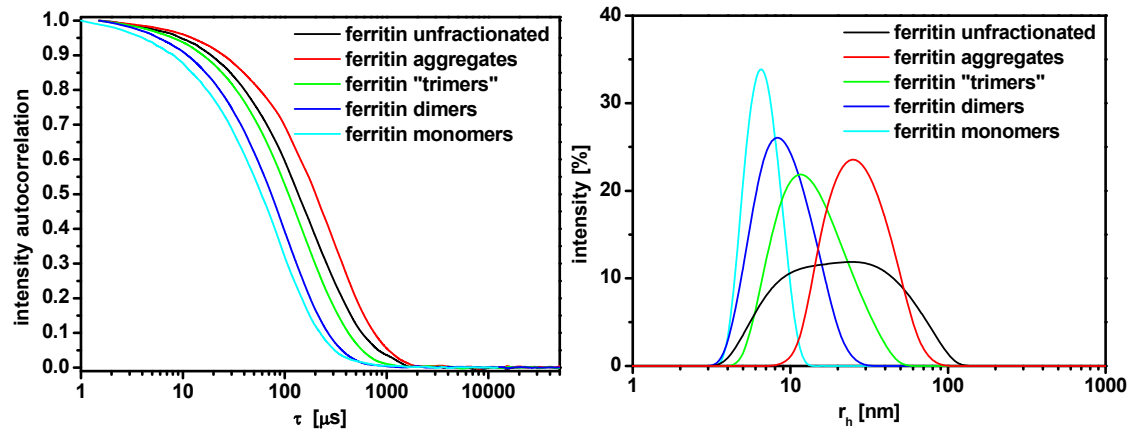 1.0
0.9
0.8
0.7
0.6
0.5
0.4
0.3
0.2
0.1
0.0
intensity autocorrelation
ferritin unfractionated
ferritin aggregates
ferritin "trimers"
ferritin dimers
ferritin monomers
1 10 100 1000 10000
τ [μs]
40
30
20
10
0
intensity [%]
ferritin unfractionated
ferritin aggregates
ferritin "trimers"
ferritin dimers
ferritin monomers
1 10 100 1000
r_h [nm]